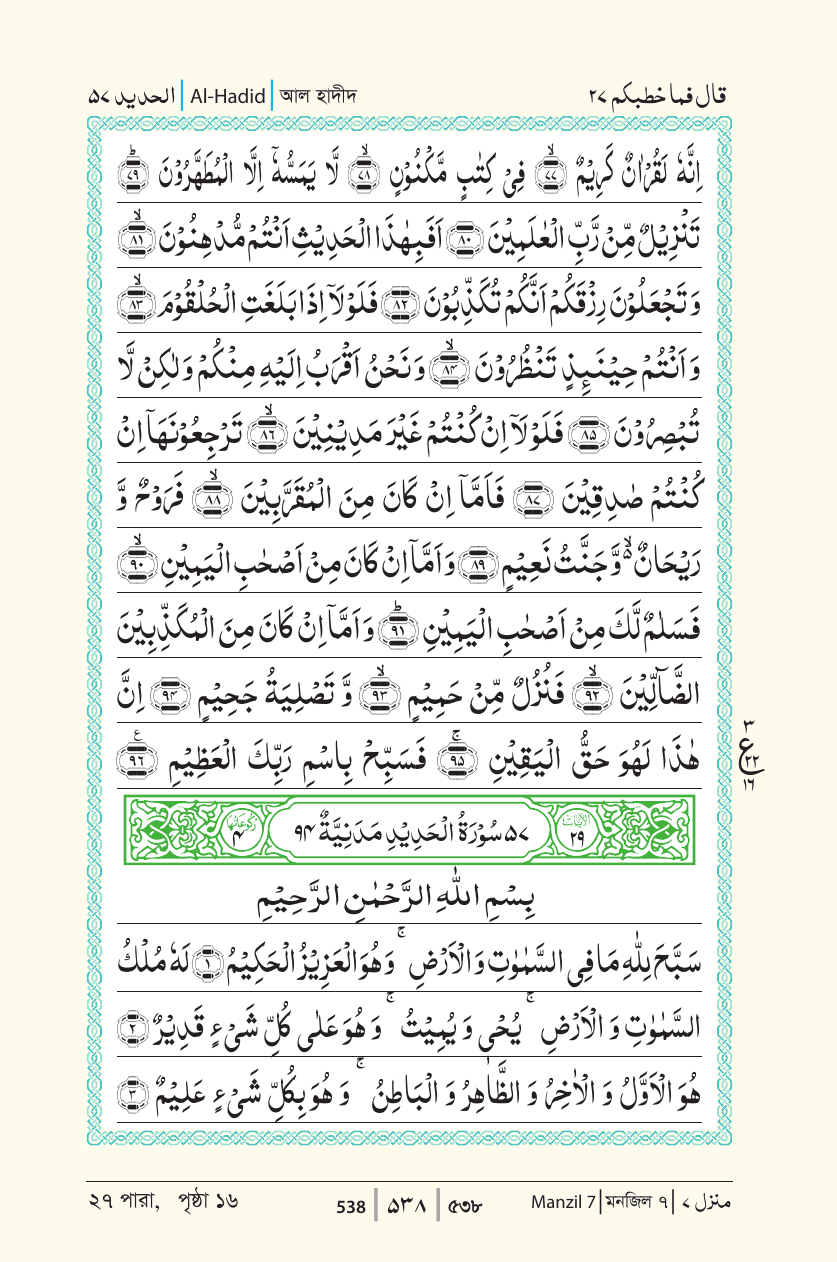 الحديد ٥٧ | Al-Hadid | আল হাদীদ
قال فما خطبكم ٢٧
اِنَّهٗ لَقُرْاٰنٌ كَرِيْمٌ ۙ﴿٧٧﴾ فِيْ كِتٰبٍ مَّكْنُوْنٍ ۙ﴿٧٨﴾ لَّا يَمَسُّهٗۤ اِلَّا الْمُطَهَّرُوْنَ ؕ﴿٧٩﴾
تَنْزِيْلٌ مِّنْ رَّبِّ الْعٰلَمِيْنَ ﴿٨٠﴾ اَفَبِهٰذَا الْحَدِيْثِ اَنْتُمْ مُّدْهِنُوْنَ ۙ﴿٨١﴾
وَ تَجْعَلُوْنَ رِزْقَكُمْ اَنَّكُمْ تُكَذِّبُوْنَ ﴿٨٢﴾ فَلَوْلَاۤ اِذَا بَلَغَتِ الْحُلْقُوْمَ ۙ﴿٨٣﴾
وَ اَنْتُمْ حِيْنَئِذٍ تَنْظُرُوْنَ ۙ﴿٨٤﴾ وَ نَحْنُ اَقْرَبُ اِلَيْهِ مِنْكُمْ وَ لٰكِنْ لَّا
تُبْصِرُوْنَ ﴿٨٥﴾ فَلَوْلَاۤ اِنْ كُنْتُمْ غَيْرَ مَدِيْنِيْنَ ۙ﴿٨٦﴾ تَرْجِعُوْنَهَاۤ اِنْ
كُنْتُمْ صٰدِقِيْنَ ﴿٨٧﴾ فَاَمَّاۤ اِنْ كَانَ مِنَ الْمُقَرَّبِيْنَ ۙ﴿٨٨﴾ فَرَوْحٌ وَّ
رَيْحَانٌ ۬ۙ وَّ جَنَّتُ نَعِيْمٍ ﴿٨٩﴾ وَ اَمَّاۤ اِنْ كَانَ مِنْ اَصْحٰبِ الْيَمِيْنِ ۙ﴿٩٠﴾
فَسَلٰمٌ لَّكَ مِنْ اَصْحٰبِ الْيَمِيْنِ ؕ﴿٩١﴾ وَ اَمَّاۤ اِنْ كَانَ مِنَ الْمُكَذِّبِيْنَ
الضَّآلِّيْنَ ۙ﴿٩٢﴾ فَنُزُلٌ مِّنْ حَمِيْمٍ ۙ﴿٩٣﴾ وَّ تَصْلِيَةُ جَحِيْمٍ ﴿٩٤﴾ اِنَّ
هٰذَا لَهُوَ حَقُّ الْيَقِيْنِ ۚ﴿٩٥﴾ فَسَبِّحْ بِاسْمِ رَبِّكَ الْعَظِيْمِ ﴿٩٦﴾ ع
٣
ع ٢٢
١٦
الآياتها ٢٩ ٥٧ سُوْرَةُ الْحَدِيْدِ مَدَنِيَّةٌ ٩٤ ركوعاتها ٤
بِسْمِ اللّٰهِ الرَّحْمٰنِ الرَّحِيْمِ
سَبَّحَ لِلّٰهِ مَا فِى السَّمٰوٰتِ وَ الْاَرْضِ ۚ وَ هُوَ الْعَزِيْزُ الْحَكِيْمُ ﴿١﴾ لَهٗ مُلْكُ
السَّمٰوٰتِ وَ الْاَرْضِ ۚ يُحْىٖ وَ يُمِيْتُ ۚ وَ هُوَ عَلٰى كُلِّ شَىْءٍ قَدِيْرٌ ﴿٢﴾
هُوَ الْاَوَّلُ وَ الْاٰخِرُ وَ الظَّاهِرُ وَ الْبَاطِنُ ۚ وَ هُوَ بِكُلِّ شَىْءٍ عَلِيْمٌ ﴿٣﴾
২৭ পারা, পৃষ্ঠা ১৬
538 | ٥٣٨ | ৫৩৮
Manzil 7 | মনজিল ৭ | منزل ٧